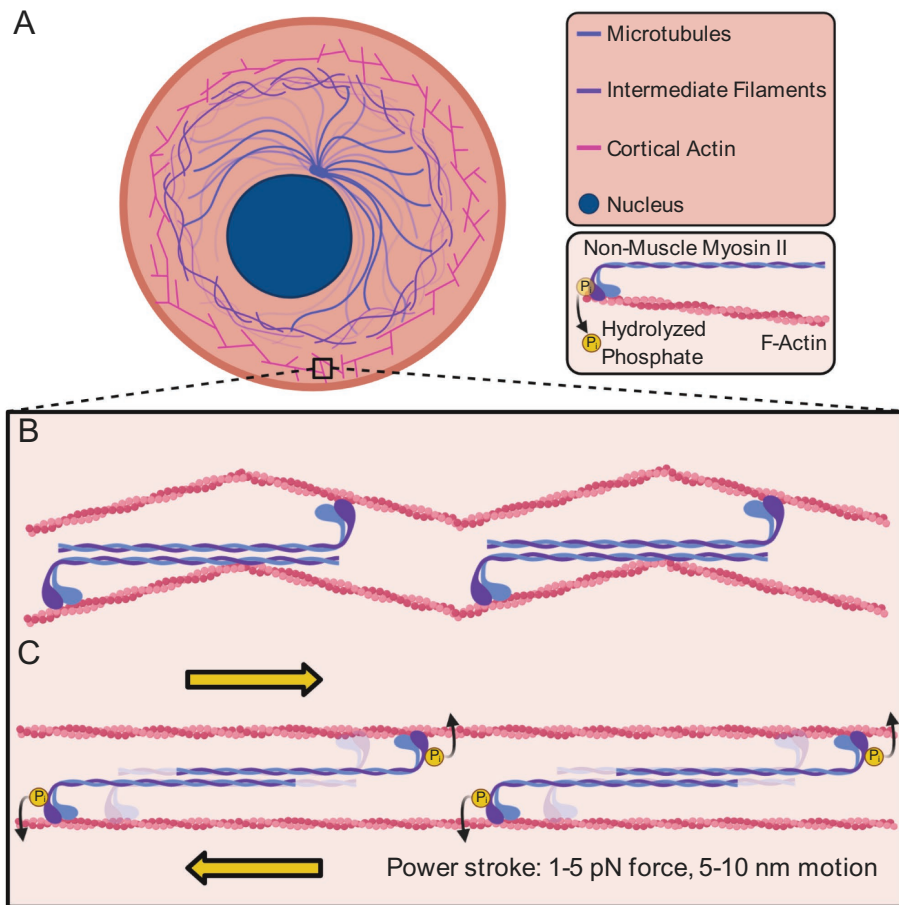 A
Microtubules
Intermediate Filaments
Cortical Actin
Nucleus
Non-Muscle Myosin II
Pi
Pi
Hydrolyzed
Phosphate
F-Actin
B
C
Pi
Pi
Pi
Pi
Power stroke: 1-5 pN force, 5-10 nm motion